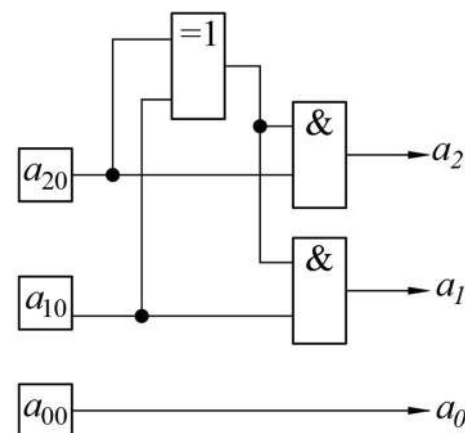 =1
&
a₂
a₂₀
&
a₁₀
a₁
a₀₀
a₀